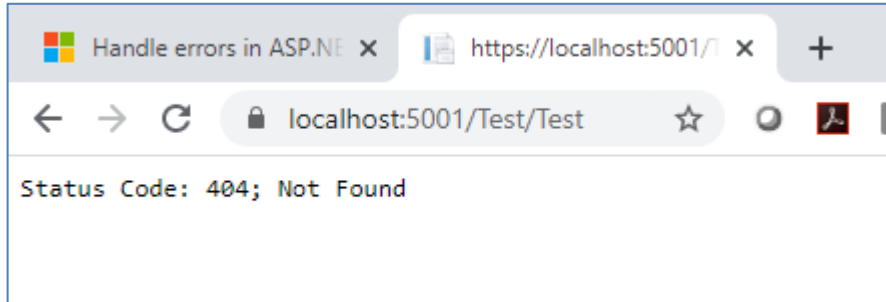 Handle errors in ASP.NE
https://localhost:5001/T
localhost:5001/Test/Test
Status Code: 404; Not Found